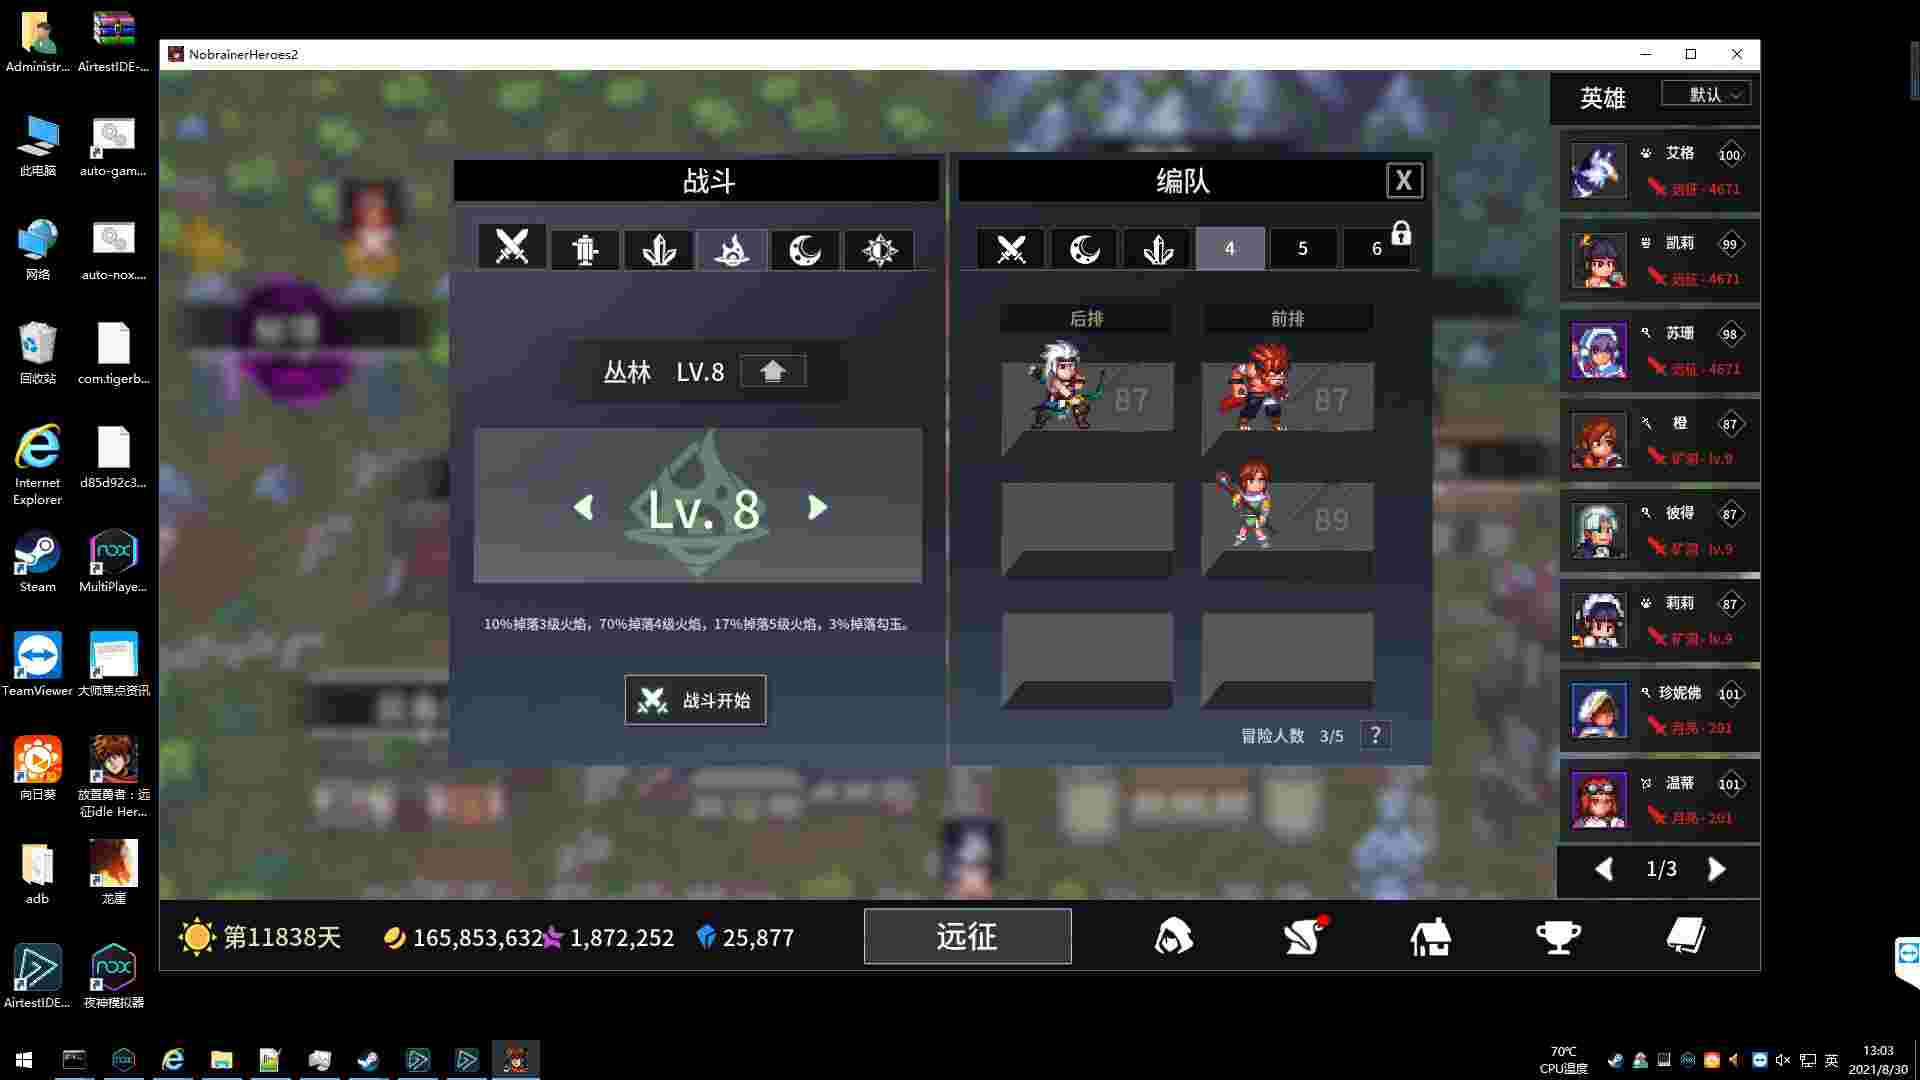 Administr...
AirtestIDE-...
此电脑
auto-gam...
网络
auto-nox....
回收站
com.tigerb...
Internet
Explorer
d85d92c3...
Steam
MultiPlaye...
TeamViewer
大师焦点资讯
向日葵
放置勇者：远
征idle Her...
adb
龙崖
AirtestIDE...
夜神模拟器
NobrainerHeroes2
战斗
丛林 LV.8
Lv. 8
10%掉落3级火焰，70%掉落4级火焰，17%掉落5级火焰，3%掉落勾玉。
战斗开始
编队
X
4
5
6
后排
前排
87
87
89
冒险人数 3/5
?
英雄
默认
艾格
100
远征 - 4671
凯莉
99
远征 - 4671
苏珊
98
远征 - 4671
橙
87
矿洞 - lv.9
彼得
87
矿洞 - lv.9
莉莉
87
矿洞 - lv.9
珍妮佛
101
月亮 - 201
温蒂
101
月亮 - 201
1/3
第11838天
165,853,632
1,872,252
25,877
远征
nox
nox
nox
70℃
CPU温度
英
13:03
2021/8/30